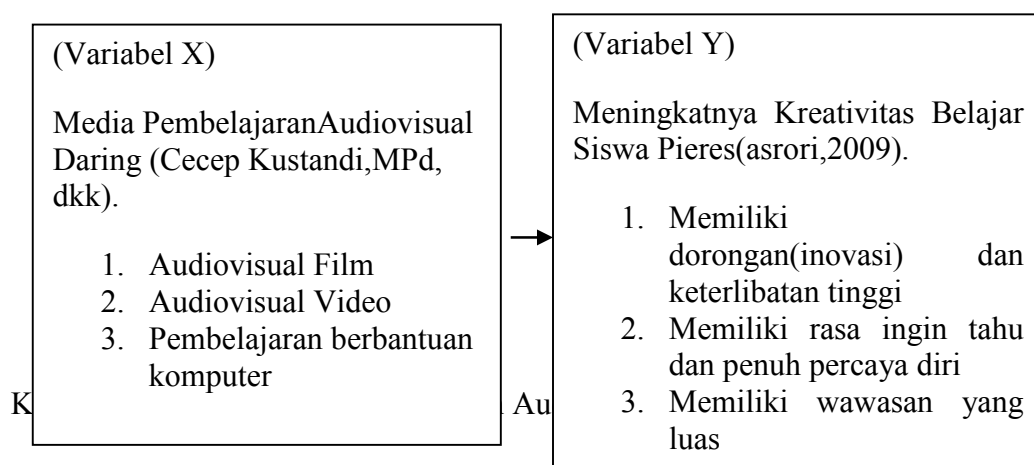 (Variabel X)
Media PembelajaranAudiovisual
Daring (Cecep Kustandi,MPd,
dkk).
1. Audiovisual Film
2. Audiovisual Video
3. Pembelajaran berbantuan
komputer
(Variabel Y)
Meningkatnya Kreativitas Belajar
Siswa Pieres(asrori,2009).
1. Memiliki
dorongan(inovasi) dan
keterlibatan tinggi
2. Memiliki rasa ingin tahu
dan penuh percaya diri
3. Memiliki wawasan yang
luas